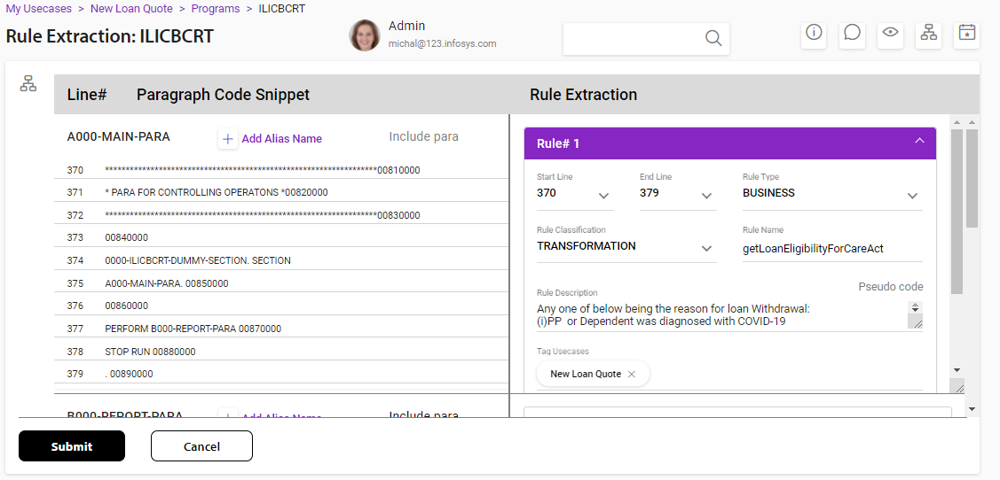 My Usecases > New Loan Quote > Programs > ILICBCRT
Rule Extraction: ILICBCRT
Admin
michal@123.infosys.com
Line# Paragraph Code Snippet
Rule Extraction
A000-MAIN-PARA
+ Add Alias Name
Include para
370 ******************************************************************00810000
371 * PARA FOR CONTROLLING OPERATONS *00820000
372 ******************************************************************00830000
373 00840000
374 0000-ILICBCRT-DUMMY-SECTION. SECTION
375 A000-MAIN-PARA. 00850000
376 00860000
377 PERFORM B000-REPORT-PARA 00870000
378 STOP RUN 00880000
379 . 00890000
B000-REPORT-PARA
+ Add Alias Name
Include para
Rule# 1
Start Line
370
End Line
379
Rule Type
BUSINESS
Rule Classification
TRANSFORMATION
Rule Name
getLoanEligibilityForCareAct
Pseudo code
Rule Description
Any one of below being the reason for loan Withdrawal:
(i)PP or Dependent was diagnosed with COVID-19
Tag Usecases
New Loan Quote ×
Submit
Cancel